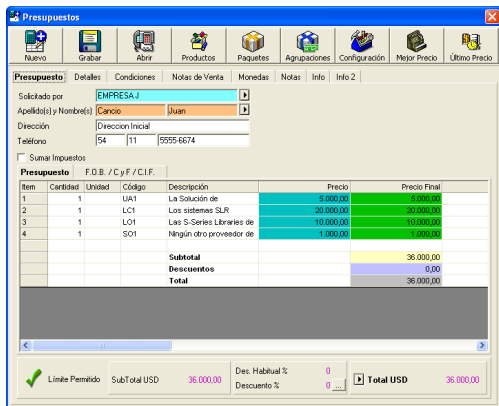 Presupuestos
Nuevo Grabar Abrir Productos Paquetes Agrupaciones Configuración Mejor Precio Último Precio
Presupuesto Detalles Condiciones Notas de Venta Monedas Notas Info Info 2
Solicitado por EMPRESA J
Apellido(s) y Nombre(s) Cancio Juan
Dirección Direccion Inicial
Teléfono 54 11 5555-6674
Sumar Impuestos
Presupuesto F.O.B. / C y F / C.I.F.
Item Cantidad Unidad Código Descripción Precio Precio Final
1 1 UA1 La Solución de 5.000,00 5.000,00
2 1 LC1 Los sistemas SLR 20.000,00 20.000,00
3 1 LO1 Las S-Series Libraries de 10.000,00 10.000,00
4 1 SO1 Ningún otro proveedor de 1.000,00 1.000,00
Subtotal 36.000,00
Descuentos 0,00
Total 36.000,00
Límite Permitido SubTotal USD 36.000,00 Des. Habitual % 0 Total USD 36.000,00
Descuento % 0 ...